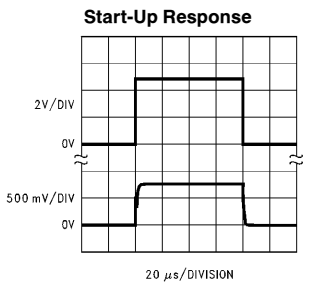 Start-Up Response
2V/DIV
0V
500 mV/DIV
0V
20 μs/DIVISION